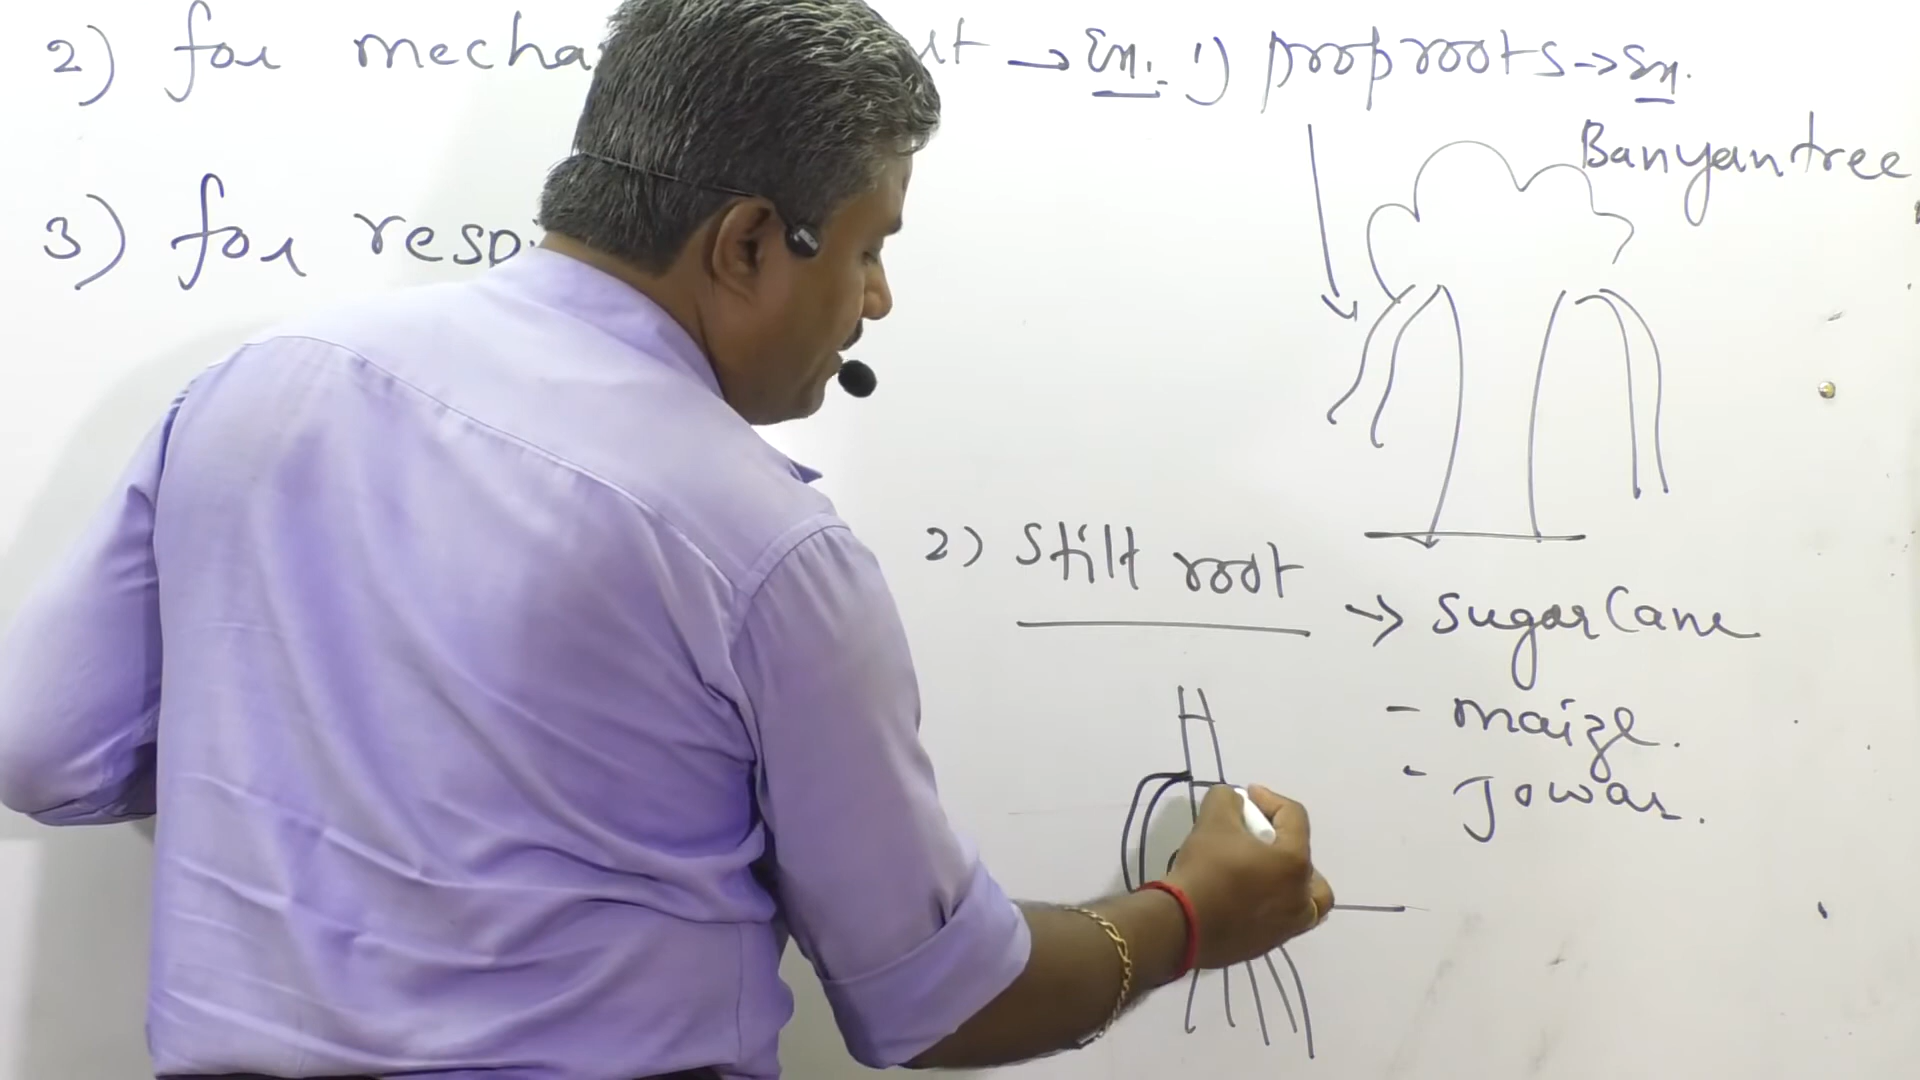 2) for mecha → Ex. 1) prop roots → Ex.
Banyan tree
3) for resp
2) Stilt root → Sugar Cane
- maize.
- Jowar.